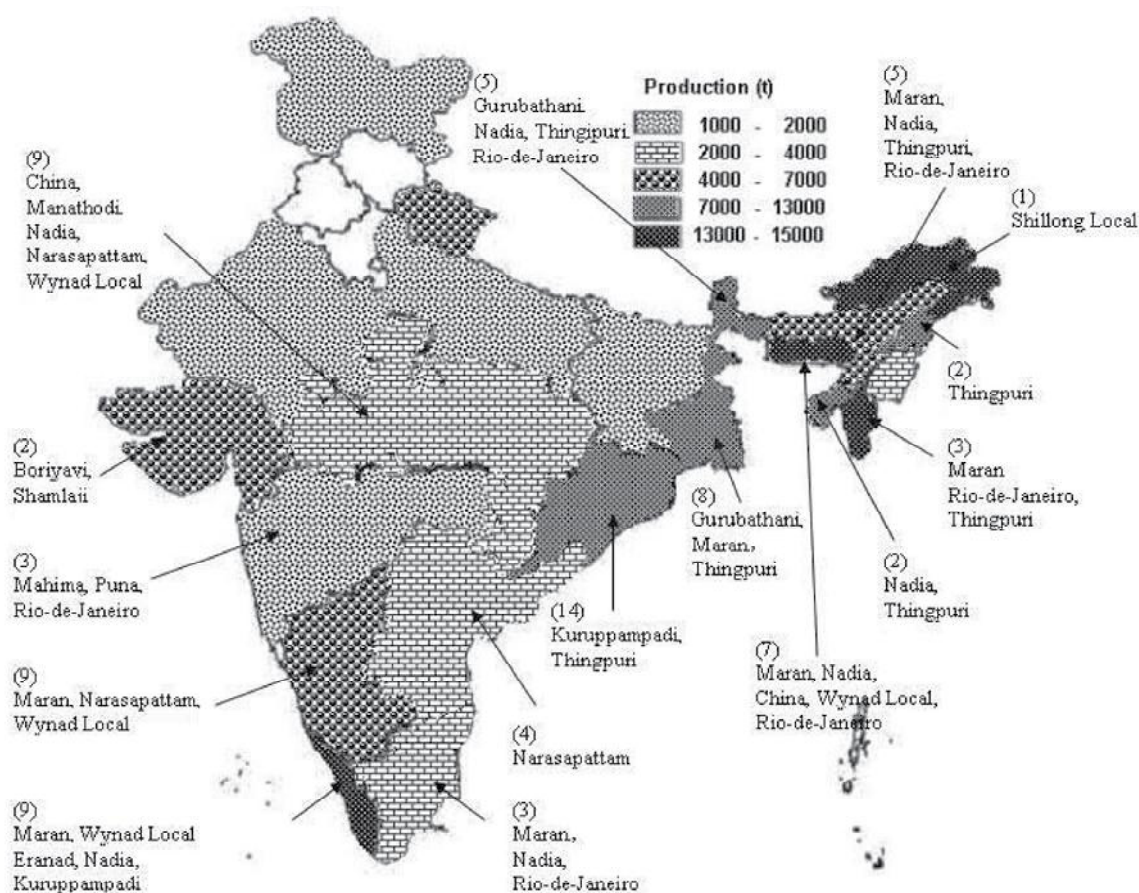 (5)
Gurubathani,
Nadia, Thingipuri,
Rio-de-Janeiro
Production (t)
1000 - 2000
2000 - 4000
4000 - 7000
7000 - 13000
13000 - 15000
(5)
Maran,
Nadia,
Thingpuri,
Rio-de-Janeiro
(1)
Shillong Local
(9)
China,
Manathodi,
Nadia,
Narasapattam,
Wynad Local
(2)
Thingpuri
(2)
Boriyavi,
Shamlaii
(3)
Maran
Rio-de-Janeiro,
Thingpuri
(8)
Gurubathani,
Maran,
Thingpuri
(3)
Mahima, Puna,
Rio-de-Janeiro
(2)
Nadia,
Thingpuri
(14)
Kuruppampadi,
Thingpuri
(7)
Maran, Nadia,
China, Wynad Local,
Rio-de-Janeiro
(9)
Maran, Narasapattam,
Wynad Local
(4)
Narasapattam
(9)
Maran, Wynad Local
Eranad, Nadia,
Kuruppampadi
(3)
Maran,
Nadia,
Rio-de-Janeiro